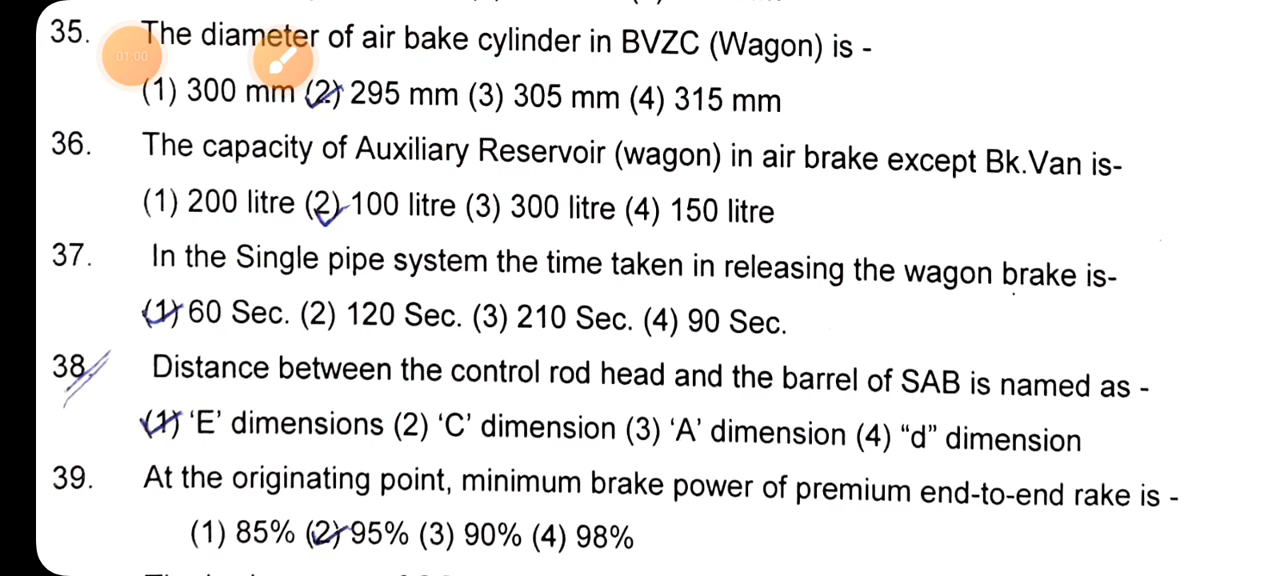 35. The diameter of air bake cylinder in BVZC (Wagon) is -
01:00
(1) 300 mm (2) 295 mm (3) 305 mm (4) 315 mm
36. The capacity of Auxiliary Reservoir (wagon) in air brake except Bk.Van is-
(1) 200 litre (2) 100 litre (3) 300 litre (4) 150 litre
37. In the Single pipe system the time taken in releasing the wagon brake is-
(1) 60 Sec. (2) 120 Sec. (3) 210 Sec. (4) 90 Sec.
38. Distance between the control rod head and the barrel of SAB is named as -
(1) ‘E’ dimensions (2) ‘C’ dimension (3) ‘A’ dimension (4) “d” dimension
39. At the originating point, minimum brake power of premium end-to-end rake is -
(1) 85% (2) 95% (3) 90% (4) 98%